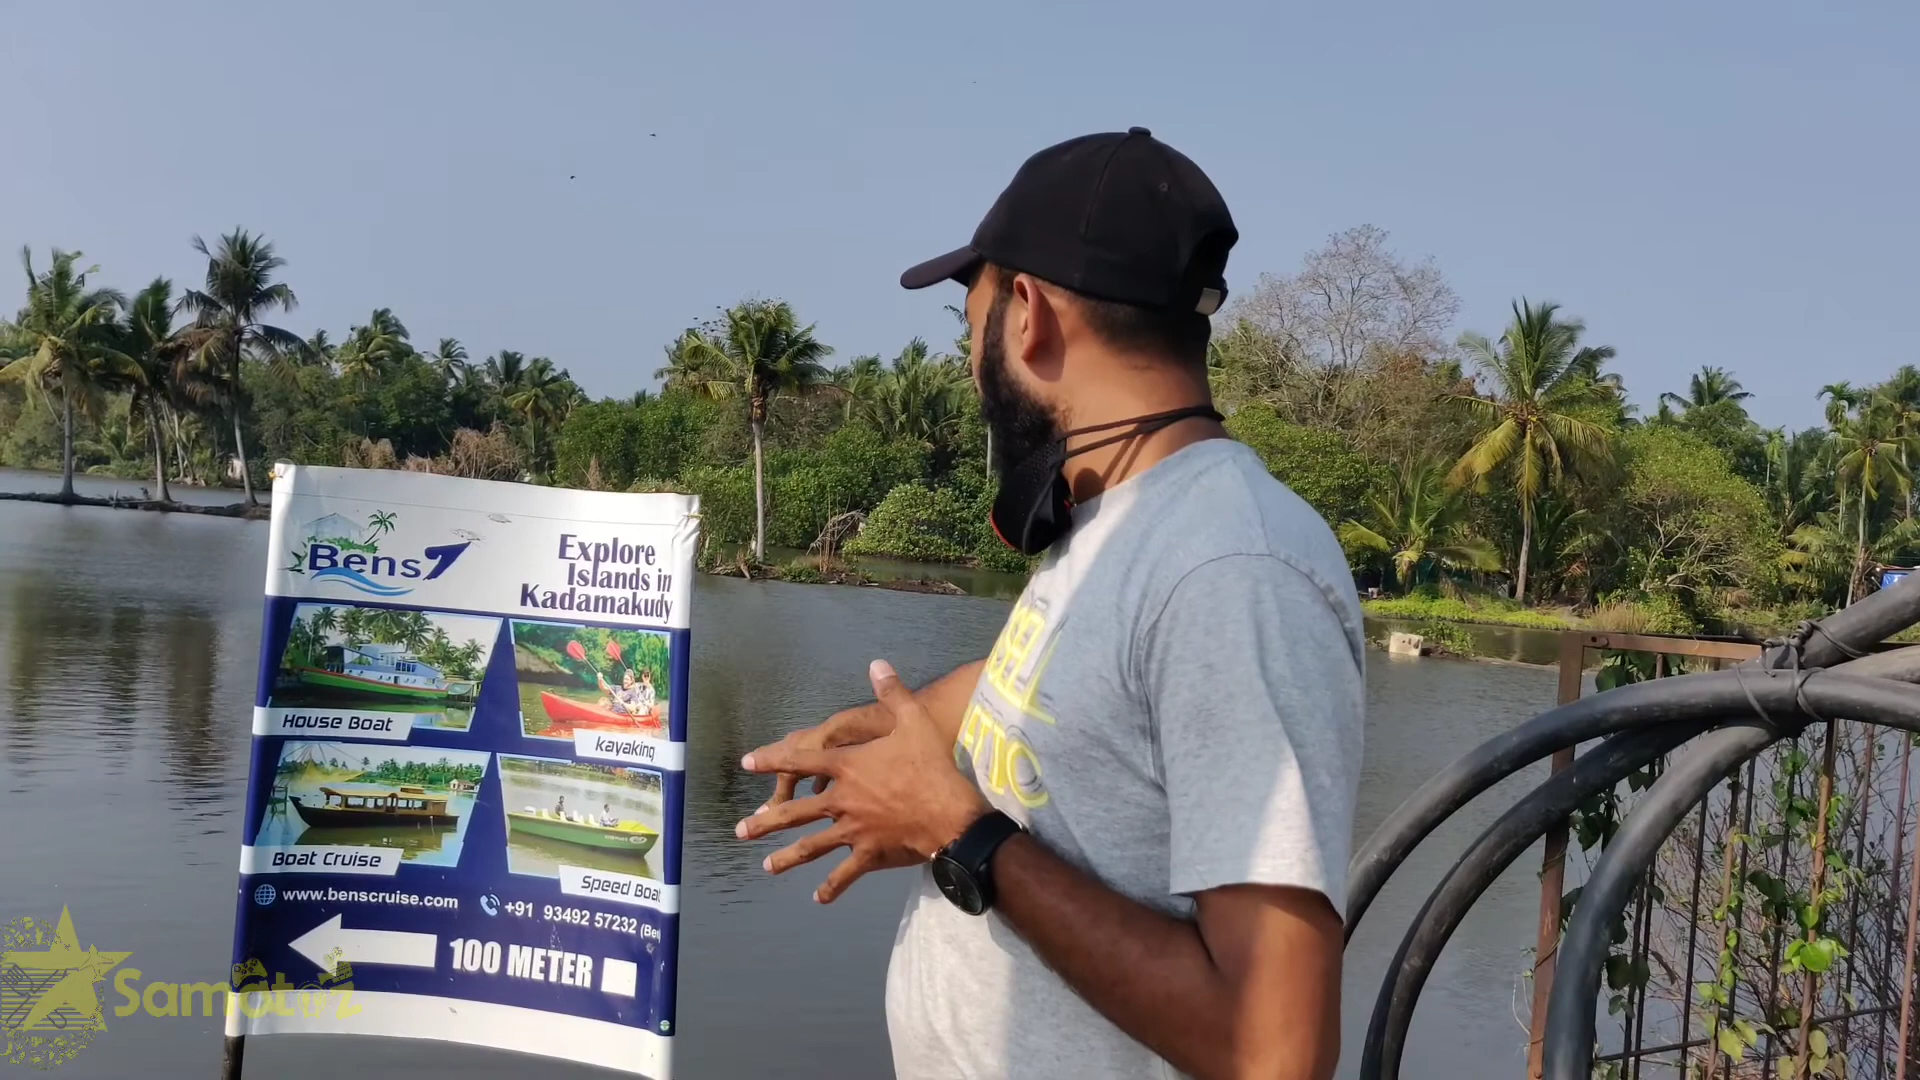 Bens
Explore
Islands in
Kadamakudy
House Boat
kayaking
Boat Cruise
Speed Boat
www.benscruise.com
+91 93492 57232
100 METER
Samatoz